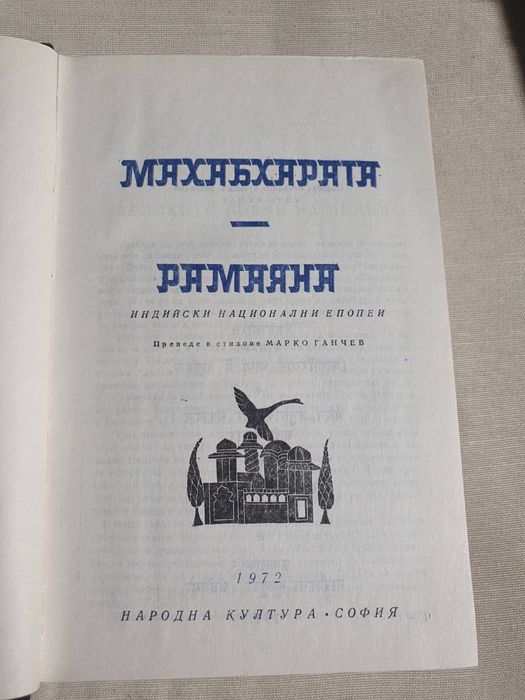 МАХАБХАРАТА
—
РАМАЯНА
ИНДИЙСКИ НАЦИОНАЛНИ ЕПОПЕИ
Преведе в стихове МАРКО ГАНЧЕВ
1972
НАРОДНА КУЛТУРА • СОФИЯ